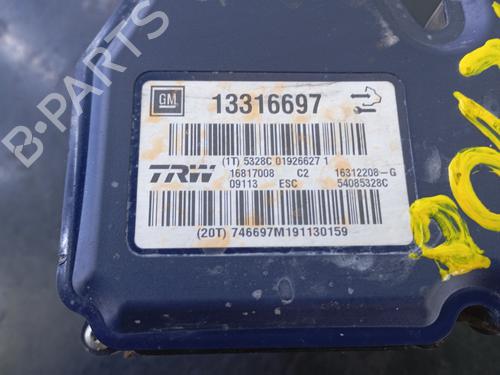 GM 13316697
(1T) 5328C 01926627 1
TRW 16817008 C2 16312208-G
09113 ESC 54085328C
(20T) 746697M191130159
B-PARTS